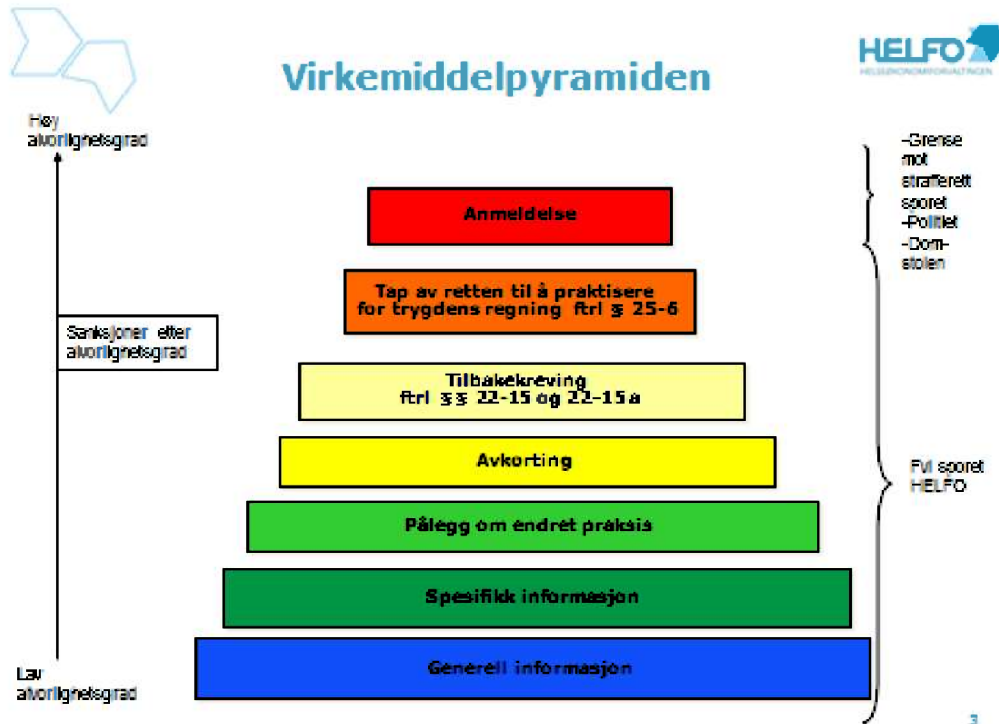 Virkemiddelpyramiden
HELFO
HELSEØKONOMIFORVALTNINGEN
Høy
alvorlighetsgrad
Sanksjoner etter
alvorlighetsgrad
Lav
alvorlighetsgrad
Anmeldelse
Tap av retten til å praktisere
for trygdens regning ftrl § 25-6
Tilbakekreving
ftrl §§ 22-15 og 22-15a
Avkorting
Pålegg om endret praksis
Spesifikk informasjon
Generell informasjon
-Grense
mot
strafferett
sporet
-Politiet
-Dom-
stolen
Fvl sporet
HELFO
3